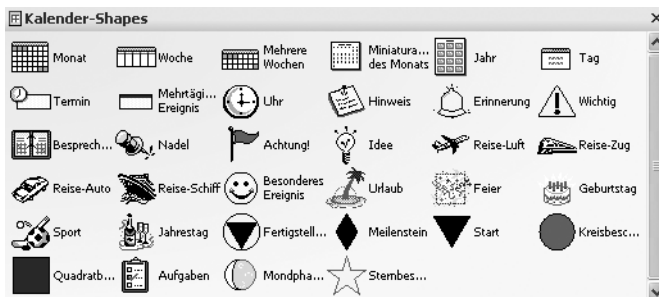 Kalender-Shapes
Monat
Woche
Mehrere
Wochen
Miniatura...
des Monats
Jahr
Tag
Termin
Mehrtägi...
Ereignis
Uhr
Hinweis
Erinnerung
Wichtig
Besprech...
Nadel
Achtung!
Idee
Reise-Luft
Reise-Zug
Reise-Auto
Reise-Schiff
Besonderes
Ereignis
Urlaub
Feier
Geburtstag
Sport
Jahrestag
Fertigstell...
Meilenstein
Start
Kreisbesc...
Quadratb...
Aufgaben
Mondpha...
Sternbes...